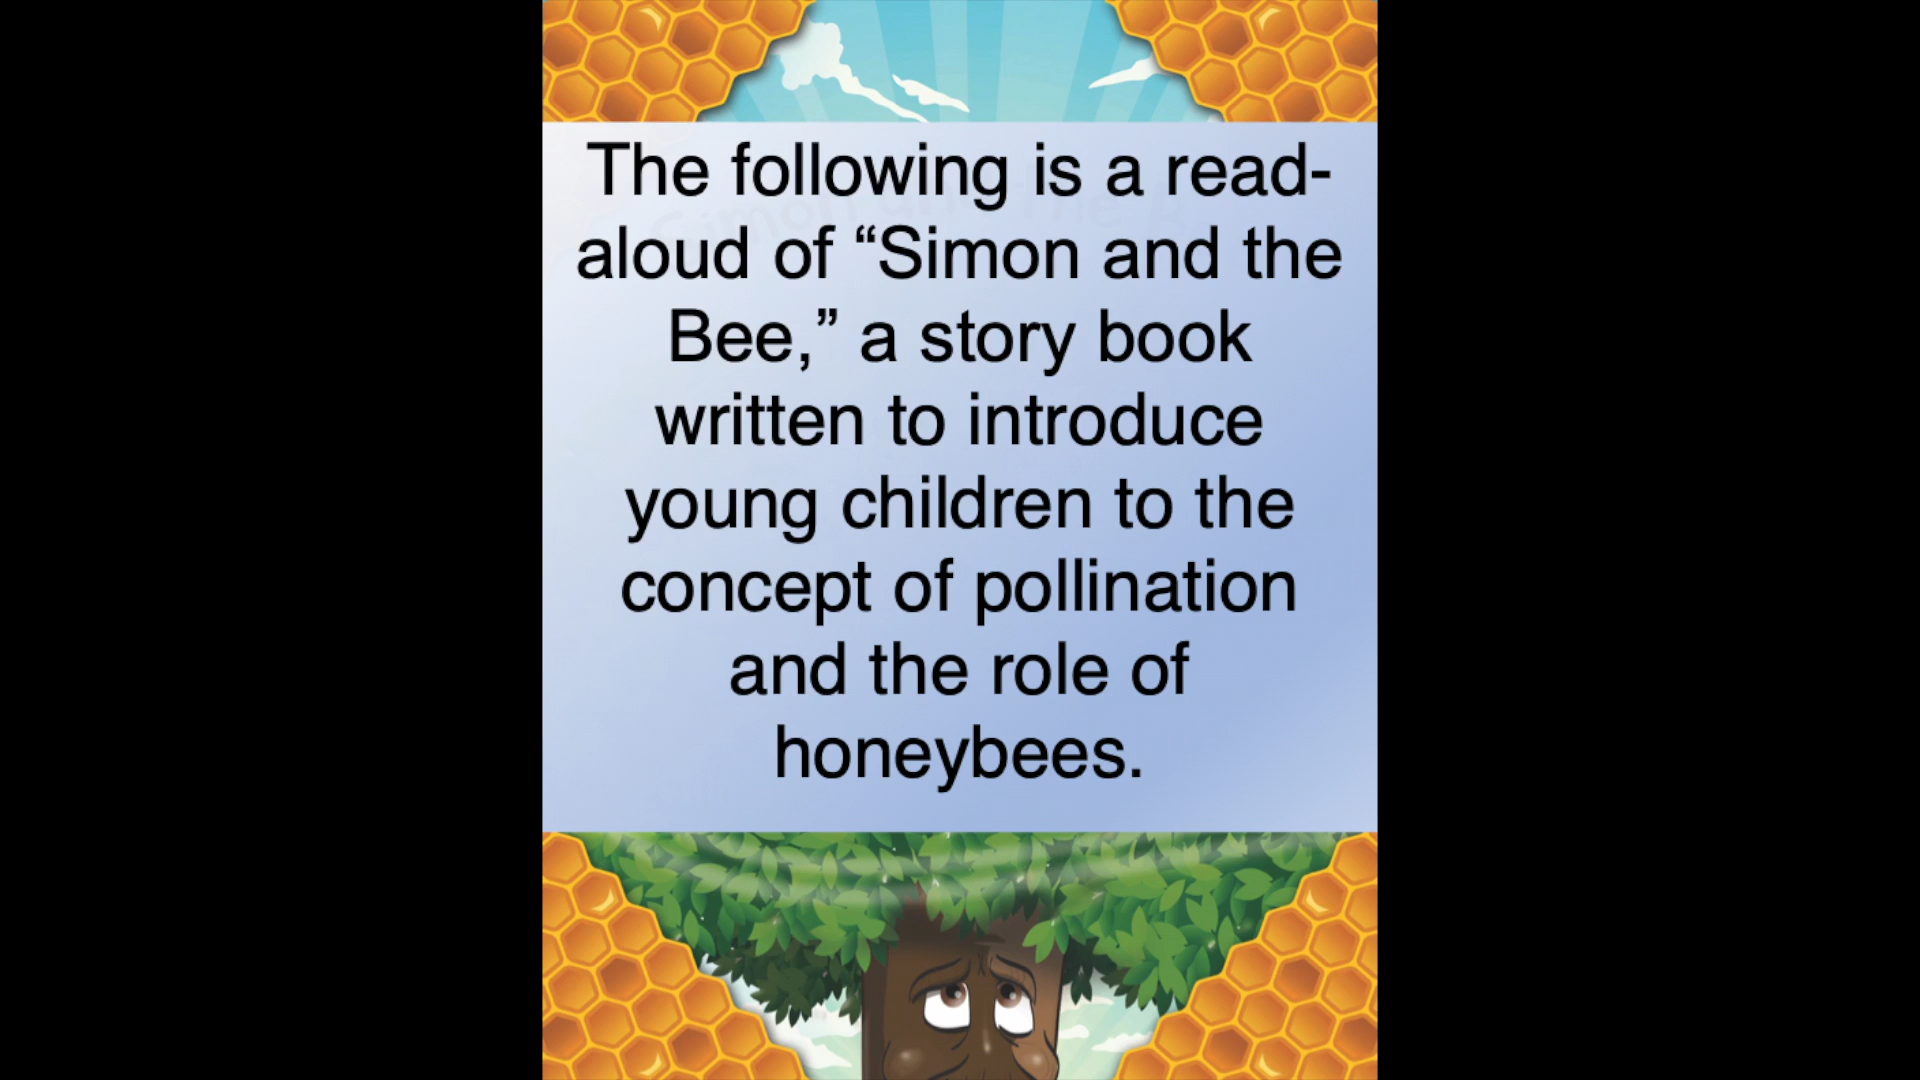 The following is a read-
aloud of “Simon and the
Bee,” a story book
written to introduce
young children to the
concept of pollination
and the role of
honeybees.